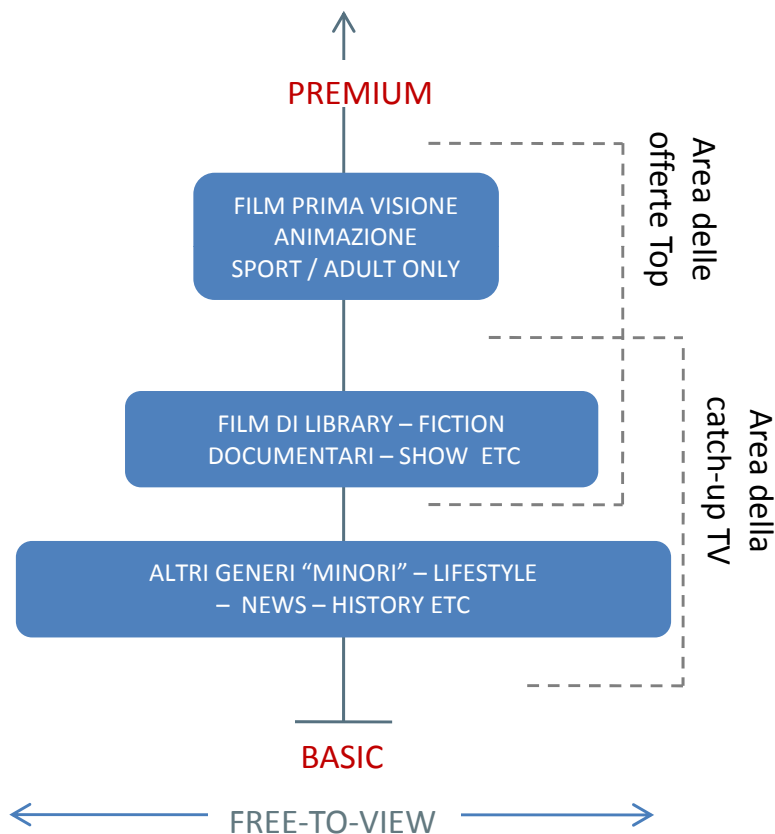 PREMIUM
FILM PRIMA VISIONE
ANIMAZIONE
SPORT / ADULT ONLY
Area delle
offerte Top
FILM DI LIBRARY – FICTION
DOCUMENTARI – SHOW ETC
Area della
catch-up TV
ALTRI GENERI “MINORI” – LIFESTYLE
– NEWS – HISTORY ETC
BASIC
FREE-TO-VIEW